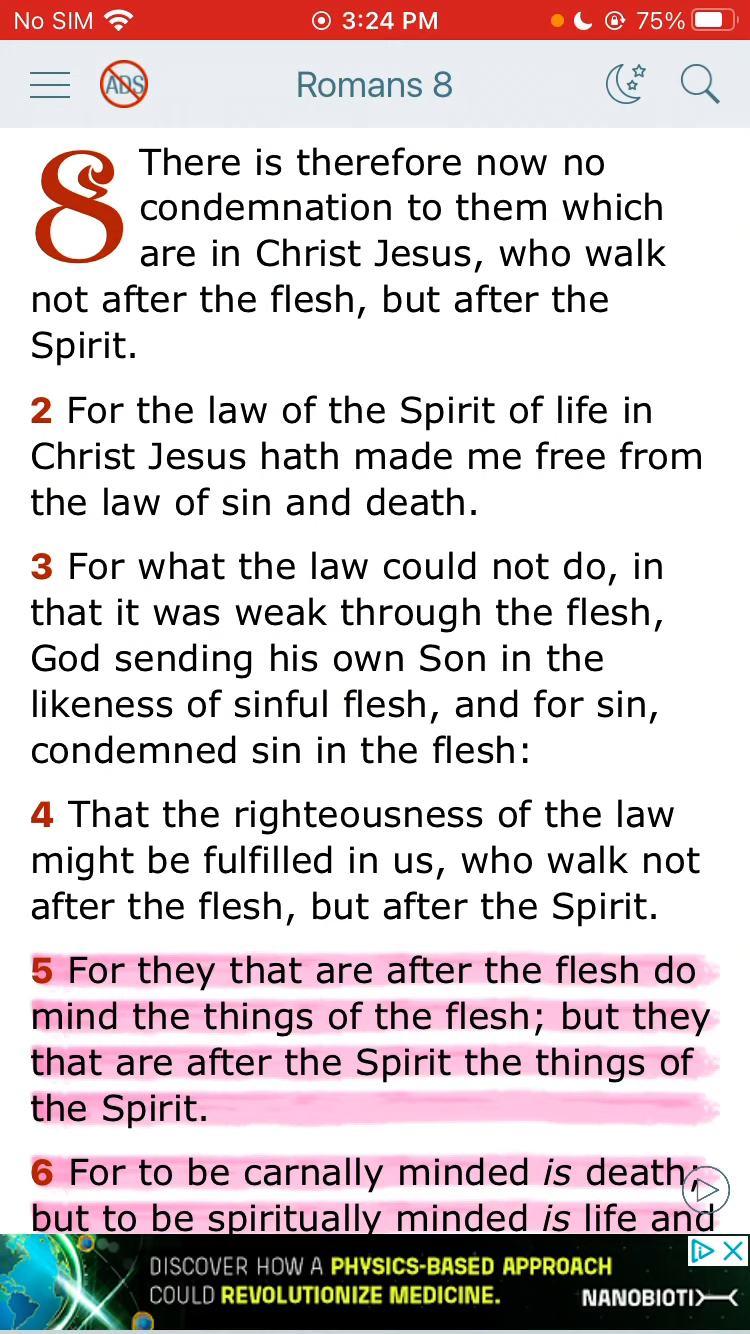 No SIM 3:24 PM 75%
ADS Romans 8
8 There is therefore now no
condemnation to them which
are in Christ Jesus, who walk
not after the flesh, but after the
Spirit.
2 For the law of the Spirit of life in
Christ Jesus hath made me free from
the law of sin and death.
3 For what the law could not do, in
that it was weak through the flesh,
God sending his own Son in the
likeness of sinful flesh, and for sin,
condemned sin in the flesh:
4 That the righteousness of the law
might be fulfilled in us, who walk not
after the flesh, but after the Spirit.
5 For they that are after the flesh do
mind the things of the flesh; but they
that are after the Spirit the things of
the Spirit.
6 For to be carnally minded is death;
but to be spiritually minded is life and
DISCOVER HOW A PHYSICS-BASED APPROACH
COULD REVOLUTIONIZE MEDICINE. NANOBIOTIX